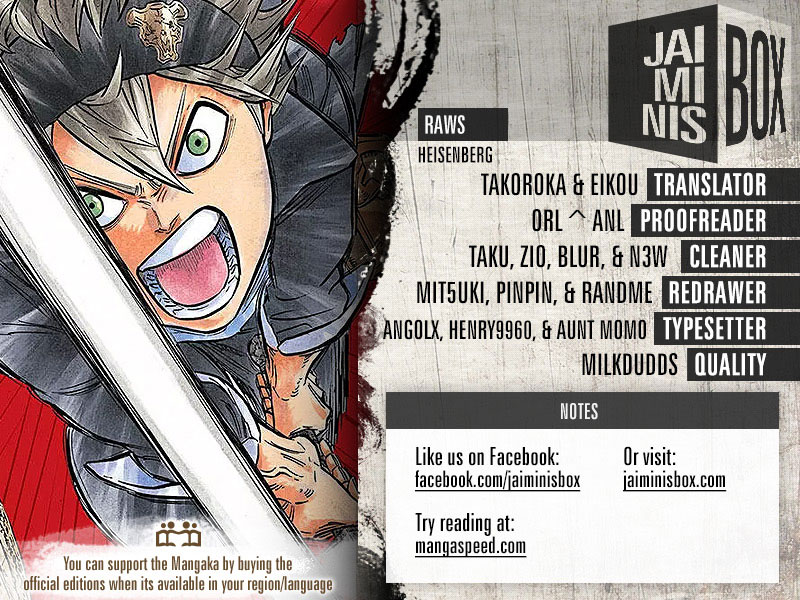 JAI
MI
NIS
BOX
RAWS
HEISENBERG
TAKOROKA & EIKOU TRANSLATOR
ORL ^ ANL PROOFREADER
TAKU, ZIO, BLUR, & N3W CLEANER
MIT5UKI, PINPIN, & RANDME REDRAWER
ANGOLX, HENRY9960, & AUNT MOMO TYPESETTER
MILKDUDDS QUALITY
NOTES
Like us on Facebook:
facebook.com/jaiminisbox
Or visit:
jaiminisbox.com
Try reading at:
mangaspeed.com
You can support the Mangaka by buying the
official editions when its available in your region/language